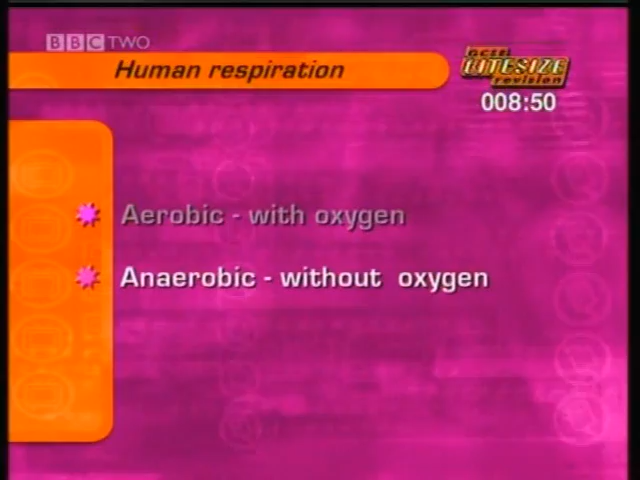 BBC TWO
Human respiration
GCSE
BITESIZE
revision
008:50
Aerobic - with oxygen
Anaerobic - without oxygen